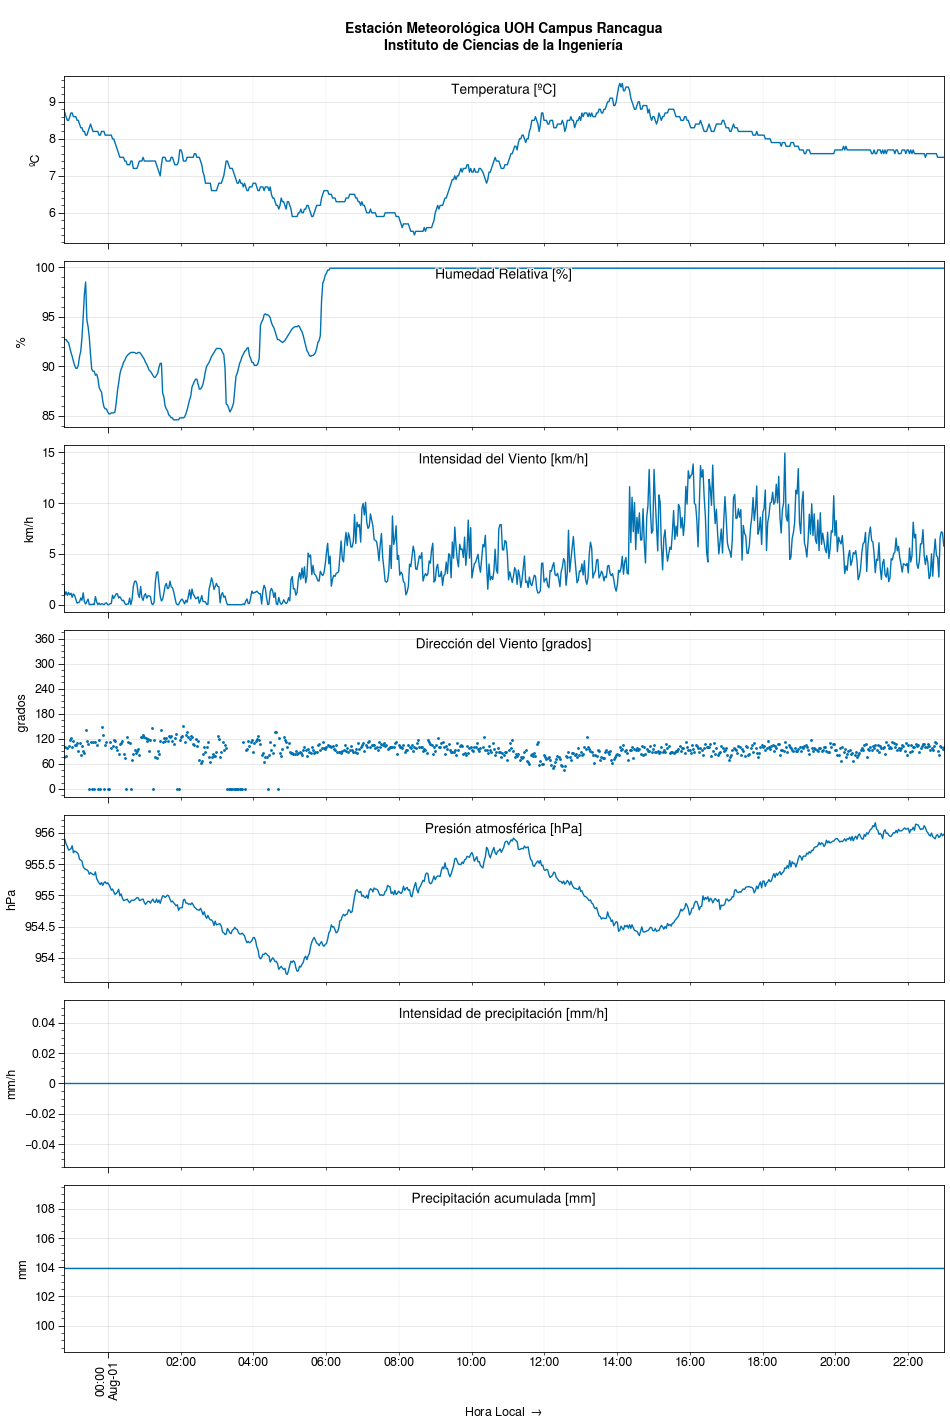 Estación Meteorológica UOH Campus Rancagua
Instituto de Ciencias de la Ingeniería
Temperatura [ºC]
ºC
9
8
7
6
Humedad Relativa [%]
%
100
95
90
85
Intensidad del Viento [km/h]
km/h
15
10
5
0
Dirección del Viento [grados]
grados
360
300
240
180
120
60
0
Presión atmosférica [hPa]
hPa
956
955.5
955
954.5
954
Intensidad de precipitación [mm/h]
mm/h
0.04
0.02
0
−0.02
−0.04
Precipitación acumulada [mm]
mm
108
106
104
102
100
00:00
Aug-01
02:00 04:00 06:00 08:00 10:00 12:00 14:00 16:00 18:00 20:00 22:00
Hora Local →